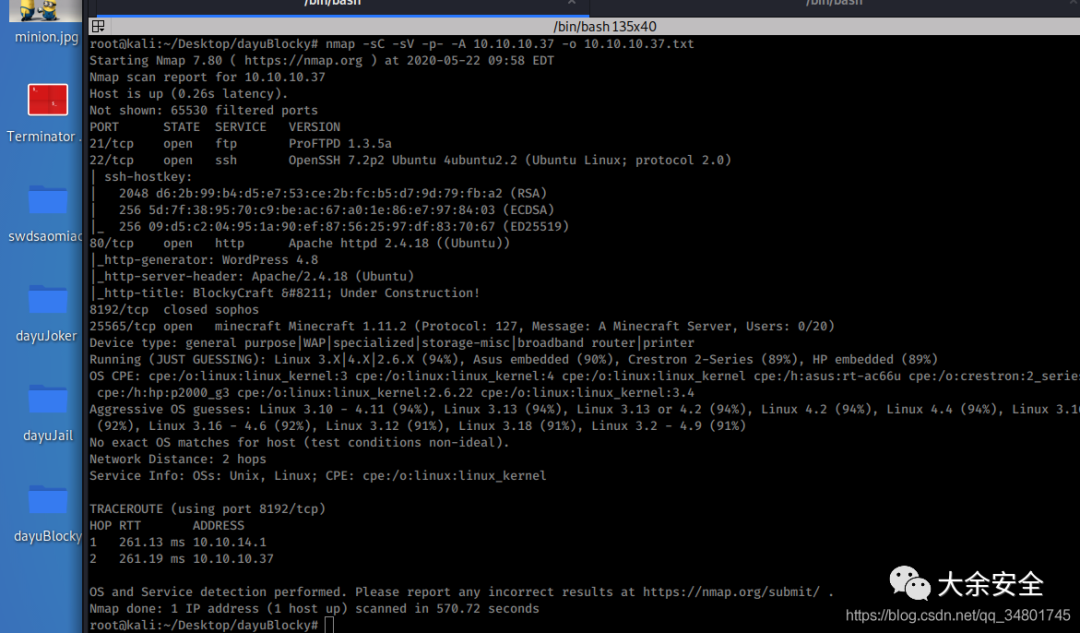 /bin/bash
/bin/bash
/bin/bash 135x40
minion.jpg
Terminator
swdsaomiao
dayuJoker
dayuJail
dayuBlocky
root@kali:~/Desktop/dayuBlocky# nmap -sC -sV -p- -A 10.10.10.37 -o 10.10.10.37.txt
Starting Nmap 7.80 ( https://nmap.org ) at 2020-05-22 09:58 EDT
Nmap scan report for 10.10.10.37
Host is up (0.26s latency).
Not shown: 65530 filtered ports
PORT      STATE  SERVICE   VERSION
21/tcp    open   ftp       ProFTPD 1.3.5a
22/tcp    open   ssh       OpenSSH 7.2p2 Ubuntu 4ubuntu2.2 (Ubuntu Linux; protocol 2.0)
| ssh-hostkey:
|   2048 d6:2b:99:b4:d5:e7:53:ce:2b:fc:b5:d7:9d:79:fb:a2 (RSA)
|   256 5d:7f:38:95:70:c9:be:ac:67:a0:1e:86:e7:97:84:03 (ECDSA)
|_  256 09:d5:c2:04:95:1a:90:ef:87:56:25:97:df:83:70:67 (ED25519)
80/tcp    open   http      Apache httpd 2.4.18 ((Ubuntu))
|_http-generator: WordPress 4.8
|_http-server-header: Apache/2.4.18 (Ubuntu)
|_http-title: BlockyCraft &#8211; Under Construction!
8192/tcp  closed sophos
25565/tcp open   minecraft Minecraft 1.11.2 (Protocol: 127, Message: A Minecraft Server, Users: 0/20)
Device type: general purpose|WAP|specialized|storage-misc|broadband router|printer
Running (JUST GUESSING): Linux 3.X|4.X|2.6.X (94%), Asus embedded (90%), Crestron 2-Series (89%), HP embedded (89%)
OS CPE: cpe:/o:linux:linux_kernel:3 cpe:/o:linux:linux_kernel:4 cpe:/o:linux:linux_kernel cpe:/h:asus:rt-ac66u cpe:/o:crestron:2_series
cpe:/h:hp:p2000_g3 cpe:/o:linux:linux_kernel:2.6.22 cpe:/o:linux:linux_kernel:3.4
Aggressive OS guesses: Linux 3.10 - 4.11 (94%), Linux 3.13 (94%), Linux 3.13 or 4.2 (94%), Linux 4.2 (94%), Linux 4.4 (94%), Linux 3.16
(92%), Linux 3.16 - 4.6 (92%), Linux 3.12 (91%), Linux 3.18 (91%), Linux 3.2 - 4.9 (91%)
No exact OS matches for host (test conditions non-ideal).
Network Distance: 2 hops
Service Info: OSs: Unix, Linux; CPE: cpe:/o:linux:linux_kernel
TRACEROUTE (using port 8192/tcp)
HOP RTT       ADDRESS
1   261.13 ms 10.10.14.1
2   261.19 ms 10.10.10.37
OS and Service detection performed. Please report any incorrect results at https://nmap.org/submit/ .
Nmap done: 1 IP address (1 host up) scanned in 570.72 seconds
root@kali:~/Desktop/dayuBlocky#
大余安全
https://blog.csdn.net/qq_34801745